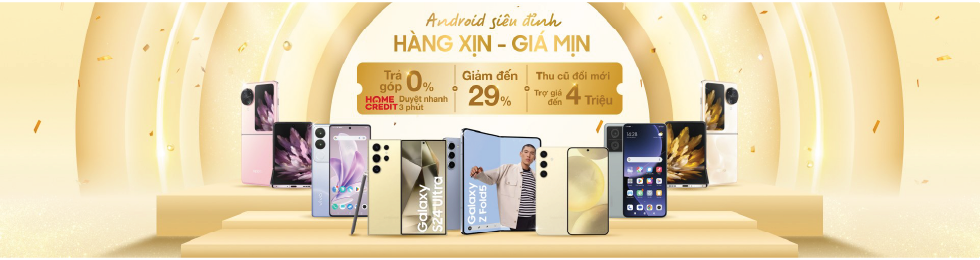 Android siêu đỉnh
HÀNG XỊN - GIÁ MỊN
Trả góp 0%
HOME CREDIT Duyệt nhanh 3 phút
Giảm đến
29%
Thu cũ đổi mới
Trợ giá đến 4 Triệu
Galaxy
S24 Ultra
Galaxy
Z Fold5